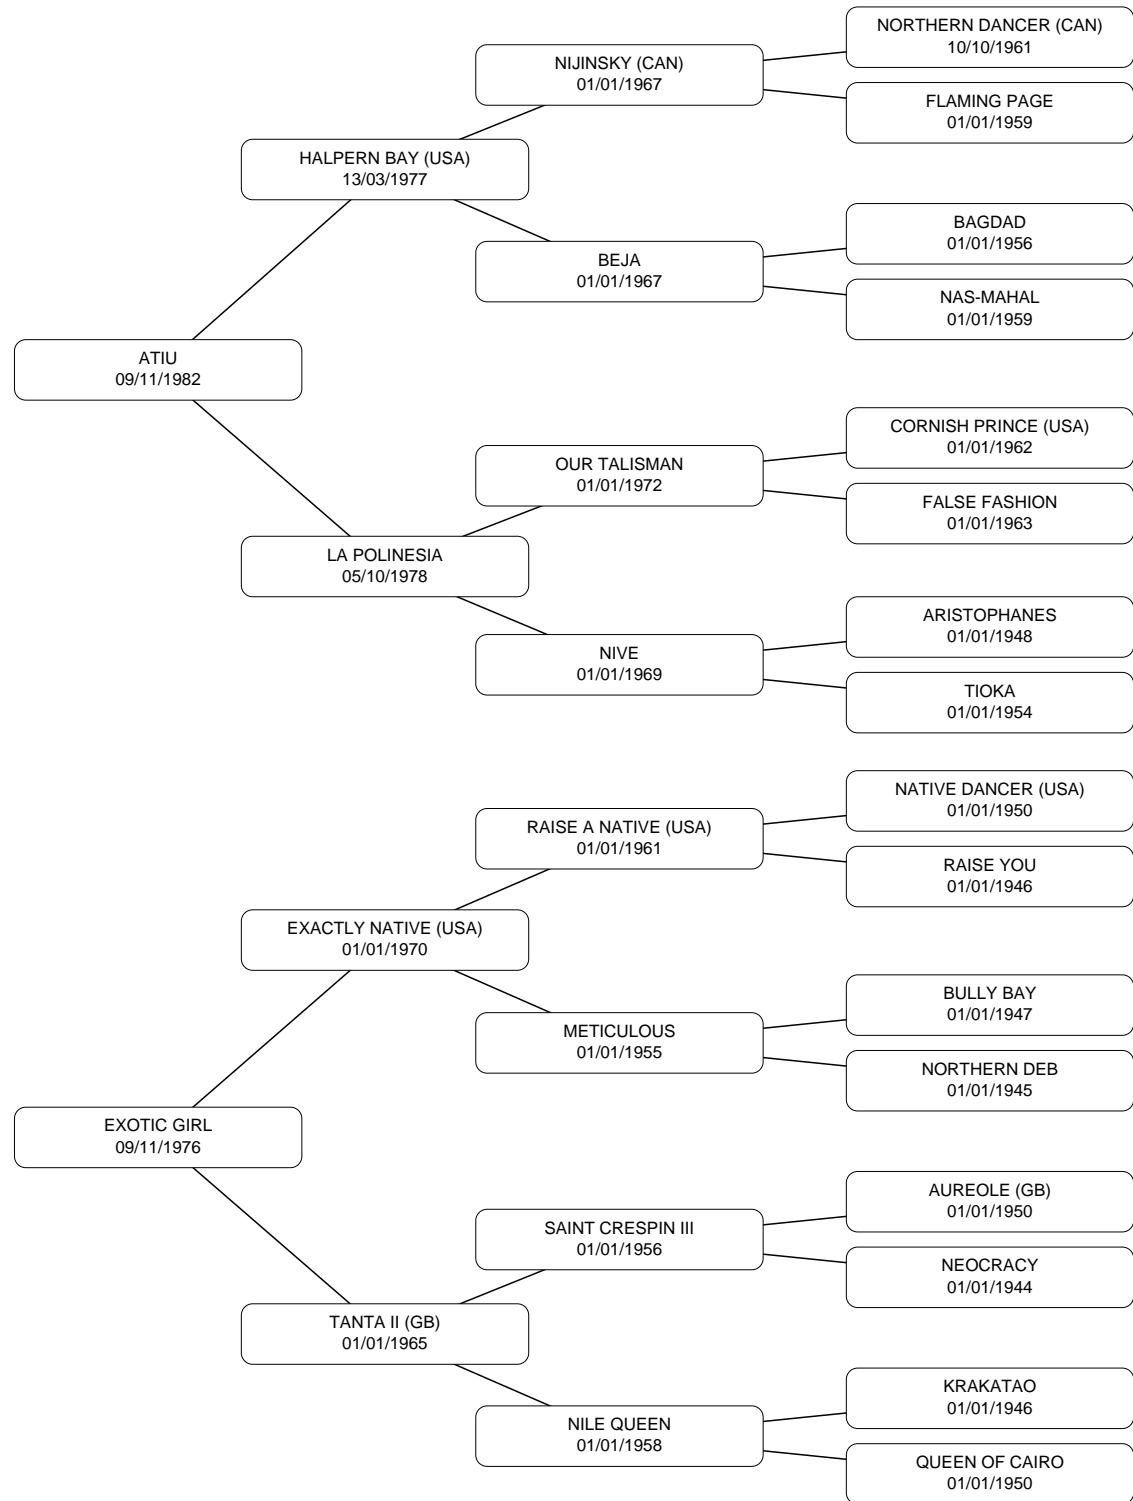 NORTHERN DANCER (CAN)
10/10/1961
NIJINSKY (CAN)
01/01/1967
FLAMING PAGE
01/01/1959
HALPERN BAY (USA)
13/03/1977
BAGDAD
01/01/1956
BEJA
01/01/1967
NAS-MAHAL
01/01/1959
ATIU
09/11/1982
CORNISH PRINCE (USA)
01/01/1962
OUR TALISMAN
01/01/1972
FALSE FASHION
01/01/1963
LA POLINESIA
05/10/1978
ARISTOPHANES
01/01/1948
NIVE
01/01/1969
TIOKA
01/01/1954
NATIVE DANCER (USA)
01/01/1950
RAISE A NATIVE (USA)
01/01/1961
RAISE YOU
01/01/1946
EXACTLY NATIVE (USA)
01/01/1970
BULLY BAY
01/01/1947
METICULOUS
01/01/1955
NORTHERN DEB
01/01/1945
EXOTIC GIRL
09/11/1976
AUREOLE (GB)
01/01/1950
SAINT CRESPIN III
01/01/1956
NEOCRACY
01/01/1944
TANTA II (GB)
01/01/1965
KRAKATAO
01/01/1946
NILE QUEEN
01/01/1958
QUEEN OF CAIRO
01/01/1950